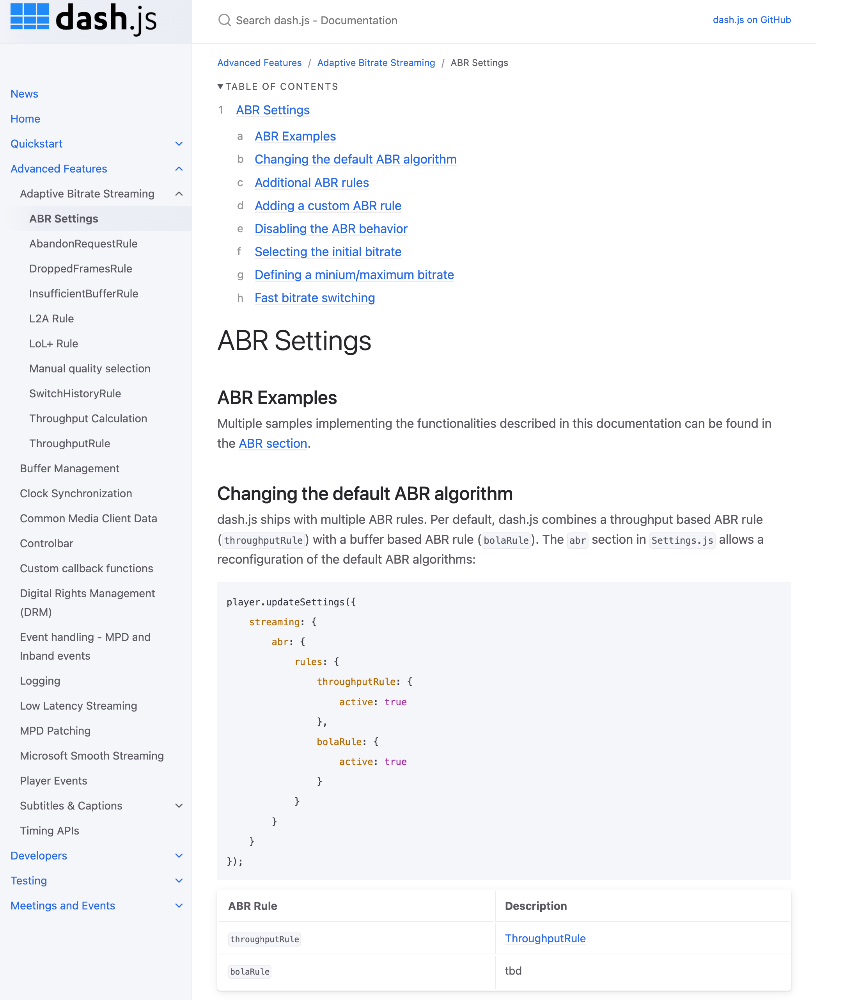 dash.js
Search dash.js - Documentation
dash.js on GitHub
News
Home
Quickstart
Advanced Features
Adaptive Bitrate Streaming
ABR Settings
AbandonRequestRule
DroppedFramesRule
InsufficientBufferRule
L2A Rule
LoL+ Rule
Manual quality selection
SwitchHistoryRule
Throughput Calculation
ThroughputRule
Buffer Management
Clock Synchronization
Common Media Client Data
Controlbar
Custom callback functions
Digital Rights Management
(DRM)
Event handling - MPD and
Inband events
Logging
Low Latency Streaming
MPD Patching
Microsoft Smooth Streaming
Player Events
Subtitles & Captions
Timing APIs
Developers
Testing
Meetings and Events
Advanced Features / Adaptive Bitrate Streaming / ABR Settings
▼TABLE OF CONTENTS
1 ABR Settings
a ABR Examples
b Changing the default ABR algorithm
c Additional ABR rules
d Adding a custom ABR rule
e Disabling the ABR behavior
f Selecting the initial bitrate
g Defining a minium/maximum bitrate
h Fast bitrate switching
ABR Settings
ABR Examples
Multiple samples implementing the functionalities described in this documentation can be found in
the ABR section.
Changing the default ABR algorithm
dash.js ships with multiple ABR rules. Per default, dash.js combines a throughput based ABR rule
(throughputRule) with a buffer based ABR rule (bolaRule). The abr section in Settings.js allows a
reconfiguration of the default ABR algorithms:
player.updateSettings({
    streaming: {
        abr: {
            rules: {
                throughputRule: {
                    active: true
                },
                bolaRule: {
                    active: true
                }
            }
        }
    }
});
ABR Rule Description
throughputRule ThroughputRule
bolaRule tbd